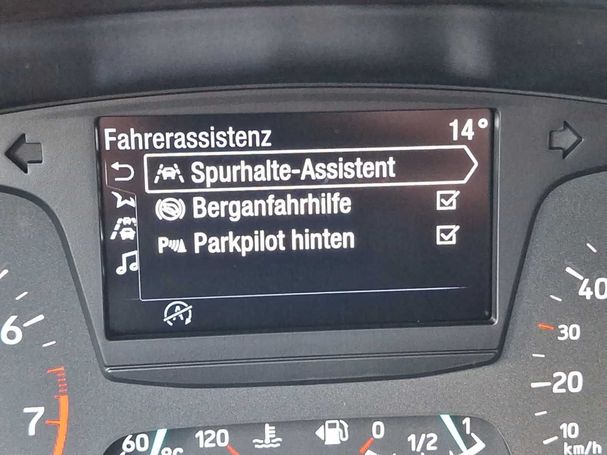 Fahrerassistenz 14°
Spurhalte-Assistent
Berganfahrhilfe
P Parkpilot hinten
A
6
7
40
30
20
10
km/h
60 120 0 1/2 1
°C